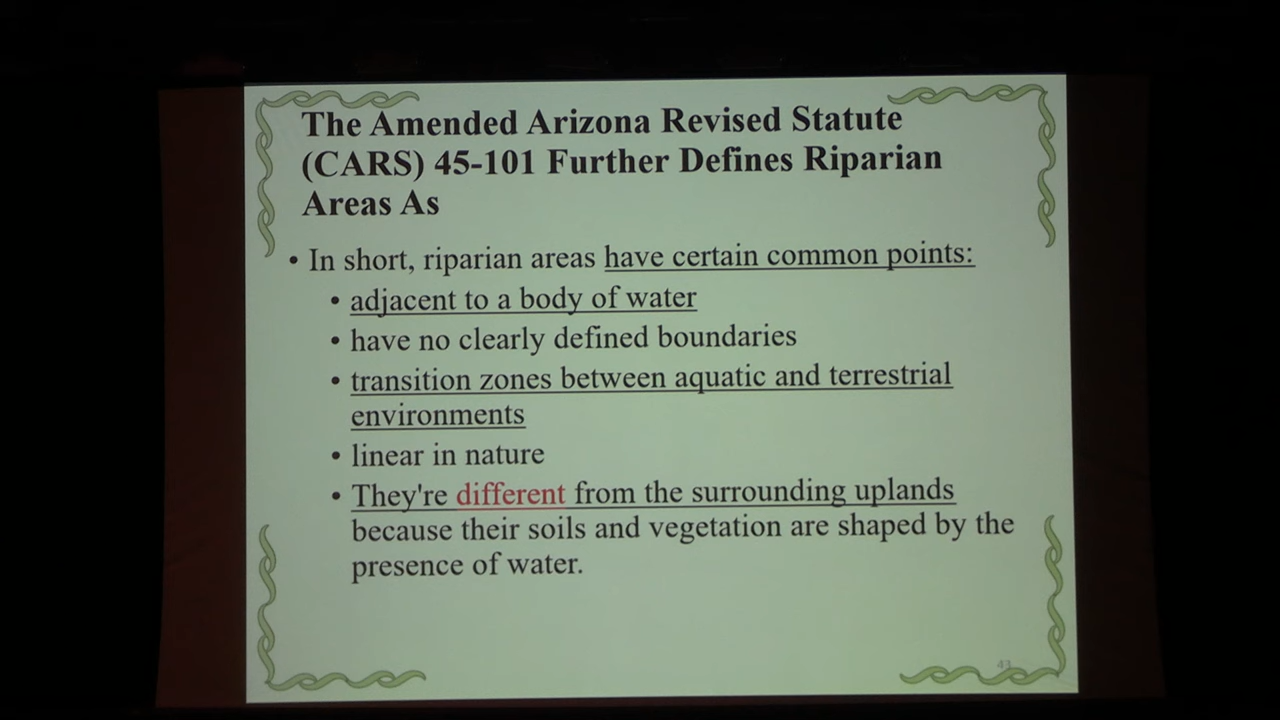 The Amended Arizona Revised Statute
(CARS) 45-101 Further Defines Riparian
Areas As
• In short, riparian areas have certain common points:
• adjacent to a body of water
• have no clearly defined boundaries
• transition zones between aquatic and terrestrial
environments
• linear in nature
• They're different from the surrounding uplands
because their soils and vegetation are shaped by the
presence of water.
43